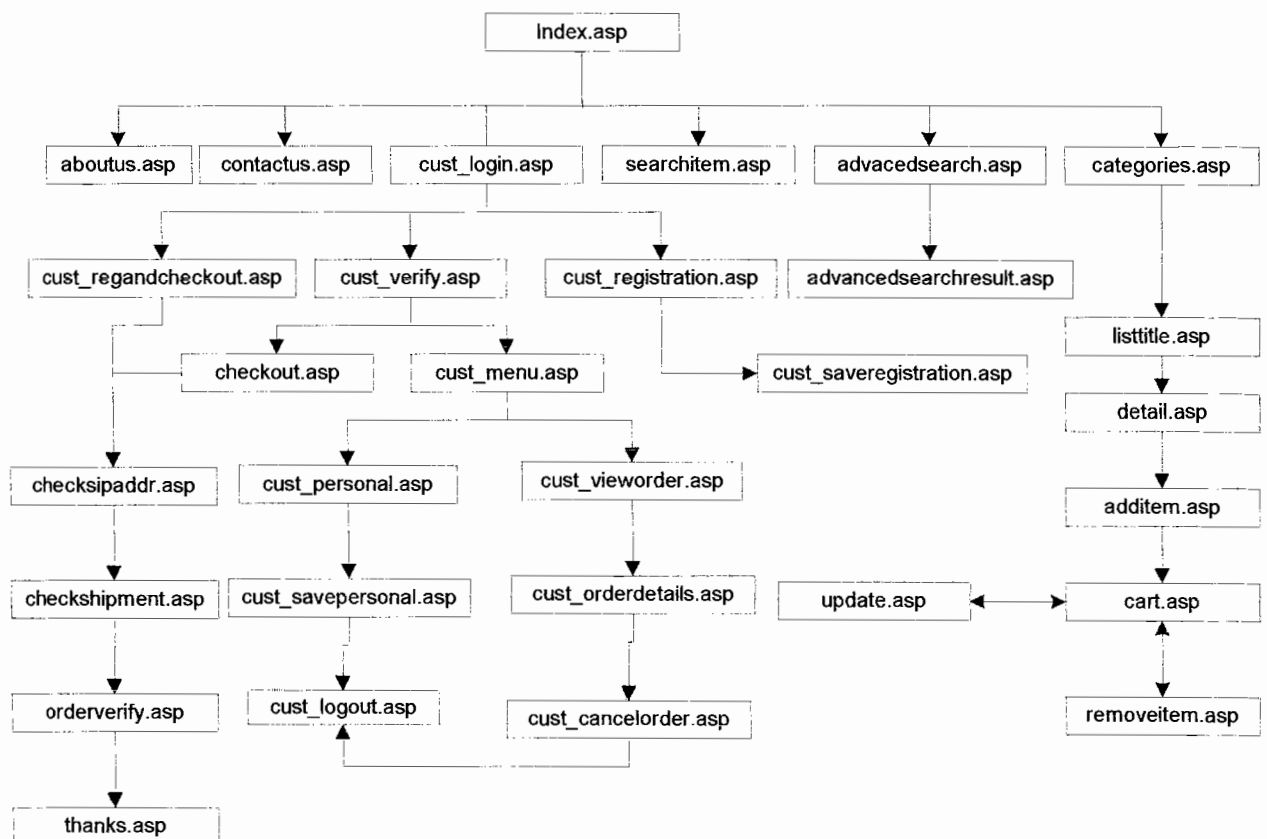 Index.asp
aboutus.asp
contactus.asp
cust_login.asp
searchitem.asp
advacedsearch.asp
categories.asp
cust_regandcheckout.asp
cust_verify.asp
cust_registration.asp
advancedsearchresult.asp
listtitle.asp
checkout.asp
cust_menu.asp
cust_saveregistration.asp
detail.asp
checksipaddr.asp
cust_personal.asp
cust_vieworder.asp
additem.asp
checkshipment.asp
cust_savepersonal.asp
cust_orderdetails.asp
update.asp
cart.asp
orderverify.asp
cust_logout.asp
cust_cancelorder.asp
removeitem.asp
thanks.asp